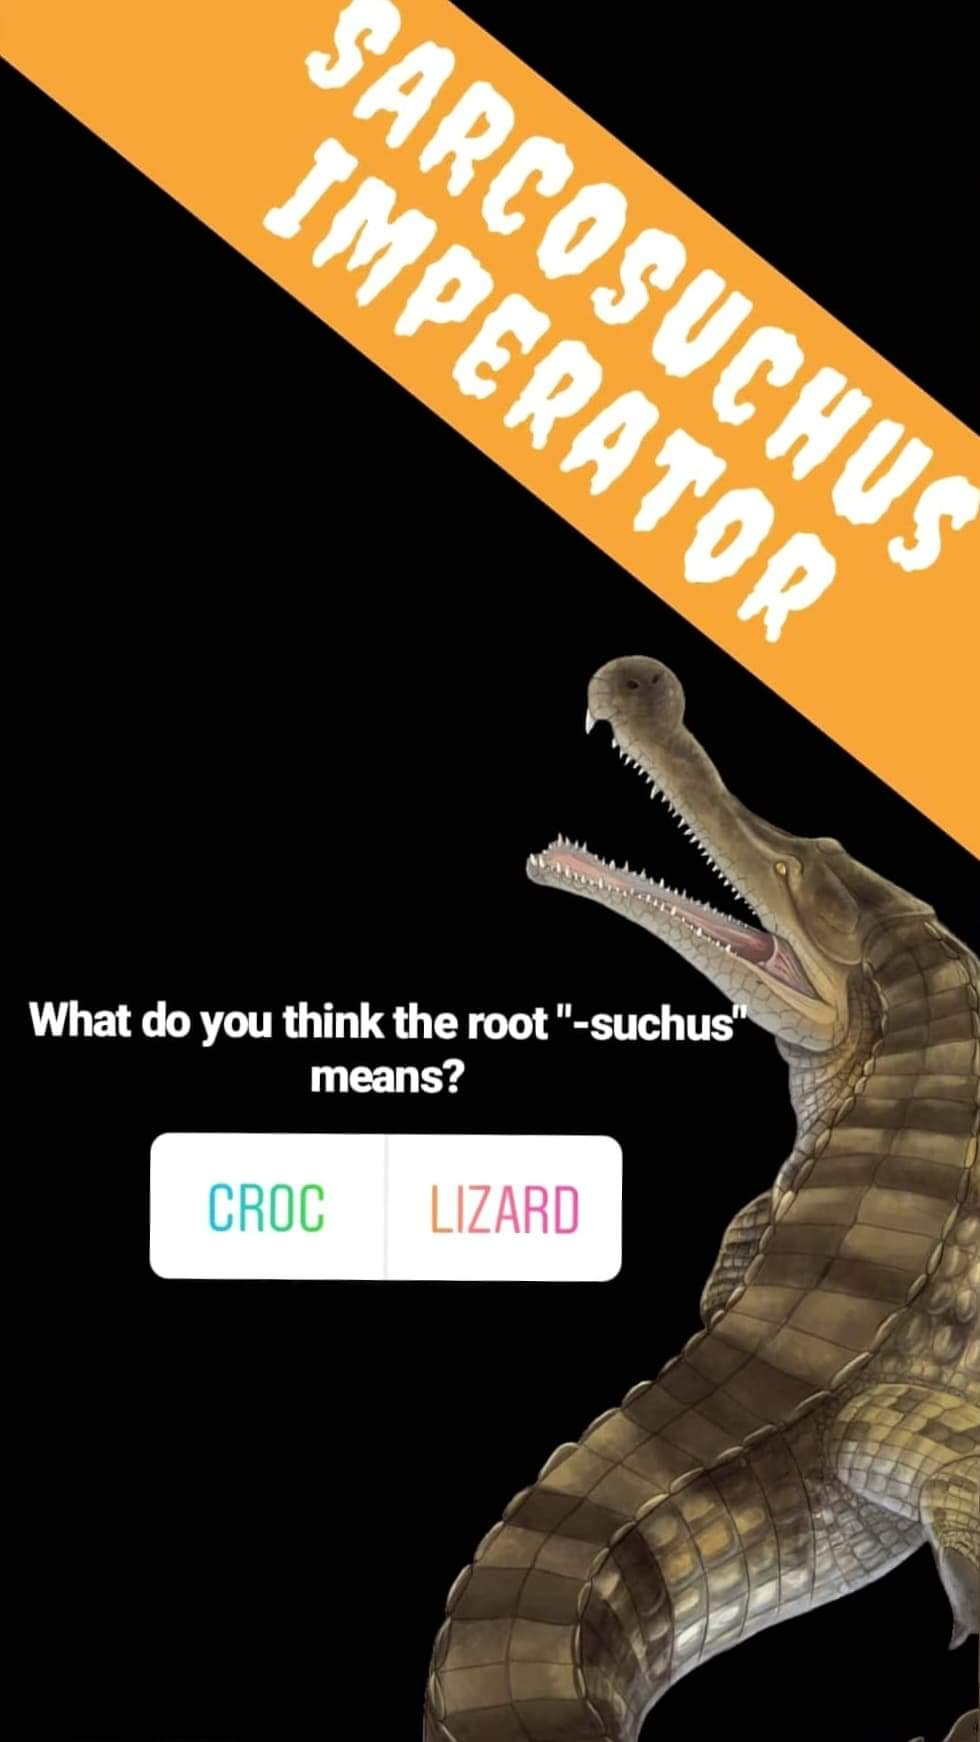 SARCOSUCHUS
IMPERATOR
What do you think the root "-suchus"
means?
CROC
LIZARD